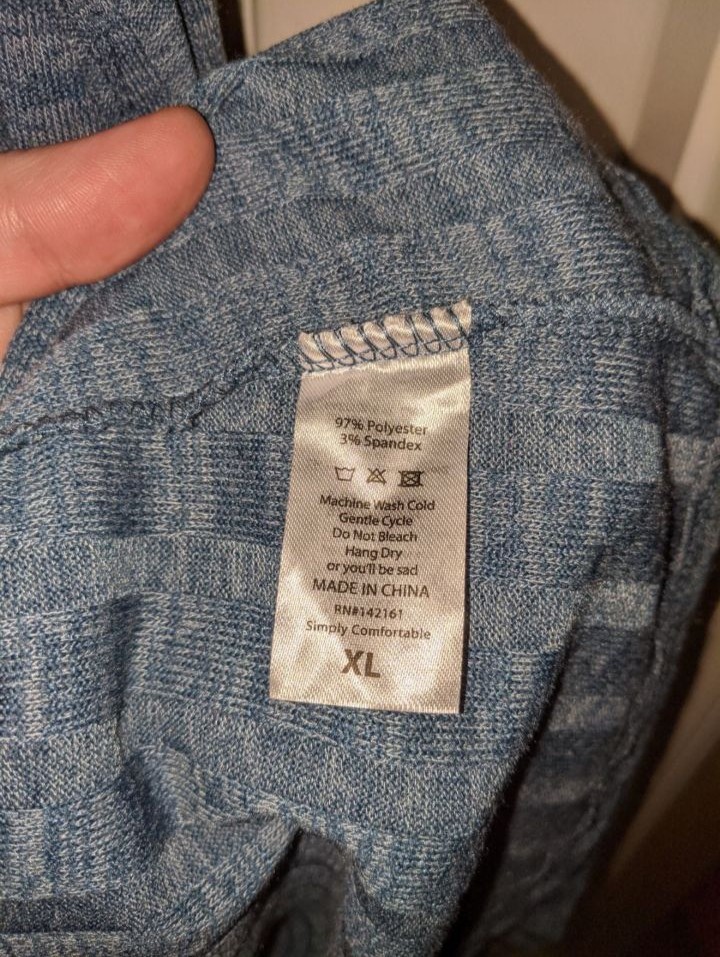 97% Polyester
3% Spandex
Machine Wash Cold
Gentle Cycle
Do Not Bleach
Hang Dry
or you'll be sad
MADE IN CHINA
RN#142161
Simply Comfortable
XL